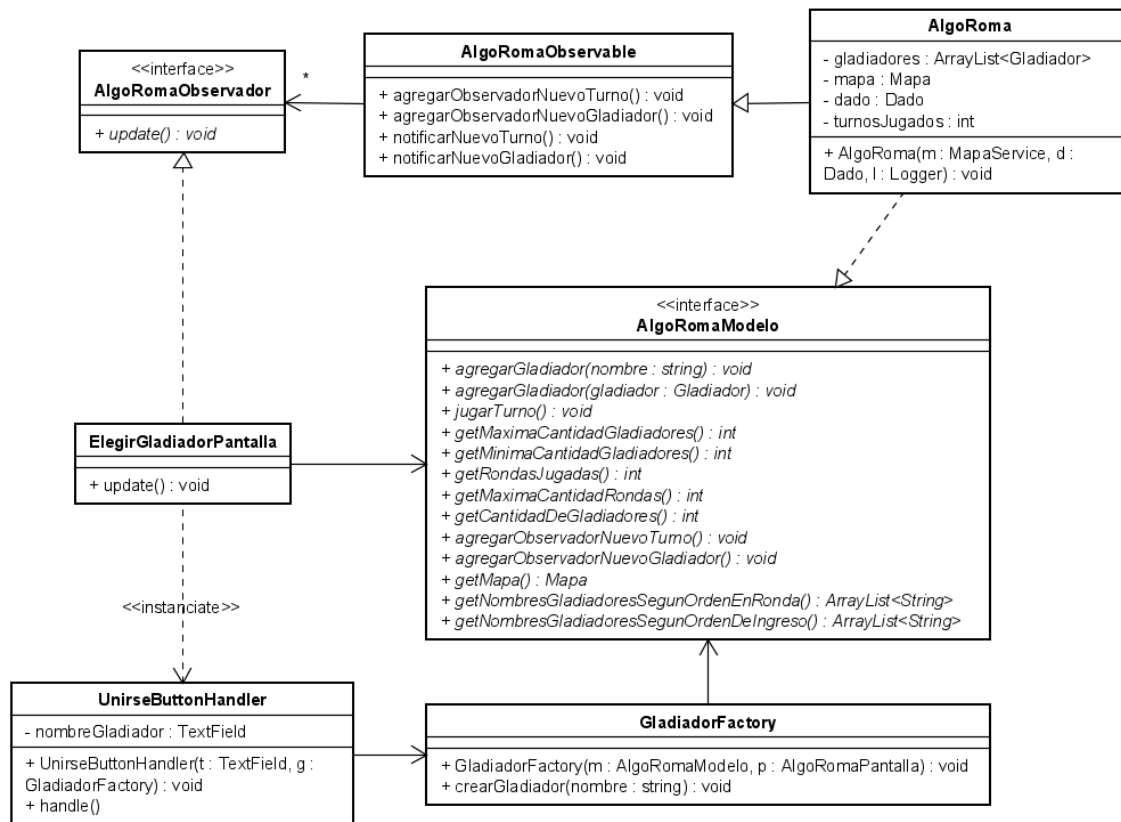 <<interface>>
AlgoRomaObservador
+ update() : void
*
AlgoRomaObservable
+ agregarObservadorNuevoTurno() : void
+ agregarObservadorNuevoGladiador() : void
+ notificarNuevoTurno() : void
+ notificarNuevoGladiador() : void
AlgoRoma
- gladiadores : ArrayList<Gladiador>
- mapa : Mapa
- dado : Dado
- turnosJugados : int
+ AlgoRoma(m : MapaService, d :
Dado, l : Logger) : void
<<interface>>
AlgoRomaModelo
+ agregarGladiador(nombre : string) : void
+ agregarGladiador(gladiador : Gladiador) : void
+ jugarTurno() : void
+ getMaximaCantidadGladiadores() : int
+ getMinimaCantidadGladiadores() : int
+ getRondasJugadas() : int
+ getMaximaCantidadRondas() : int
+ getCantidadDeGladiadores() : int
+ agregarObservadorNuevoTurno() : void
+ agregarObservadorNuevoGladiador() : void
+ getMapa() : Mapa
+ getNombresGladiadoresSegunOrdenEnRonda() : ArrayList<String>
+ getNombresGladiadoresSegunOrdenDeIngreso() : ArrayList<String>
ElegirGladiadorPantalla
+ update() : void
<<instanciate>>
UnirseButtonHandler
- nombreGladiador : TextField
+ UnirseButtonHandler(t : TextField, g :
GladiadorFactory) : void
+ handle()
GladiadorFactory
+ GladiadorFactory(m : AlgoRomaModelo, p : AlgoRomaPantalla) : void
+ crearGladiador(nombre : string) : void